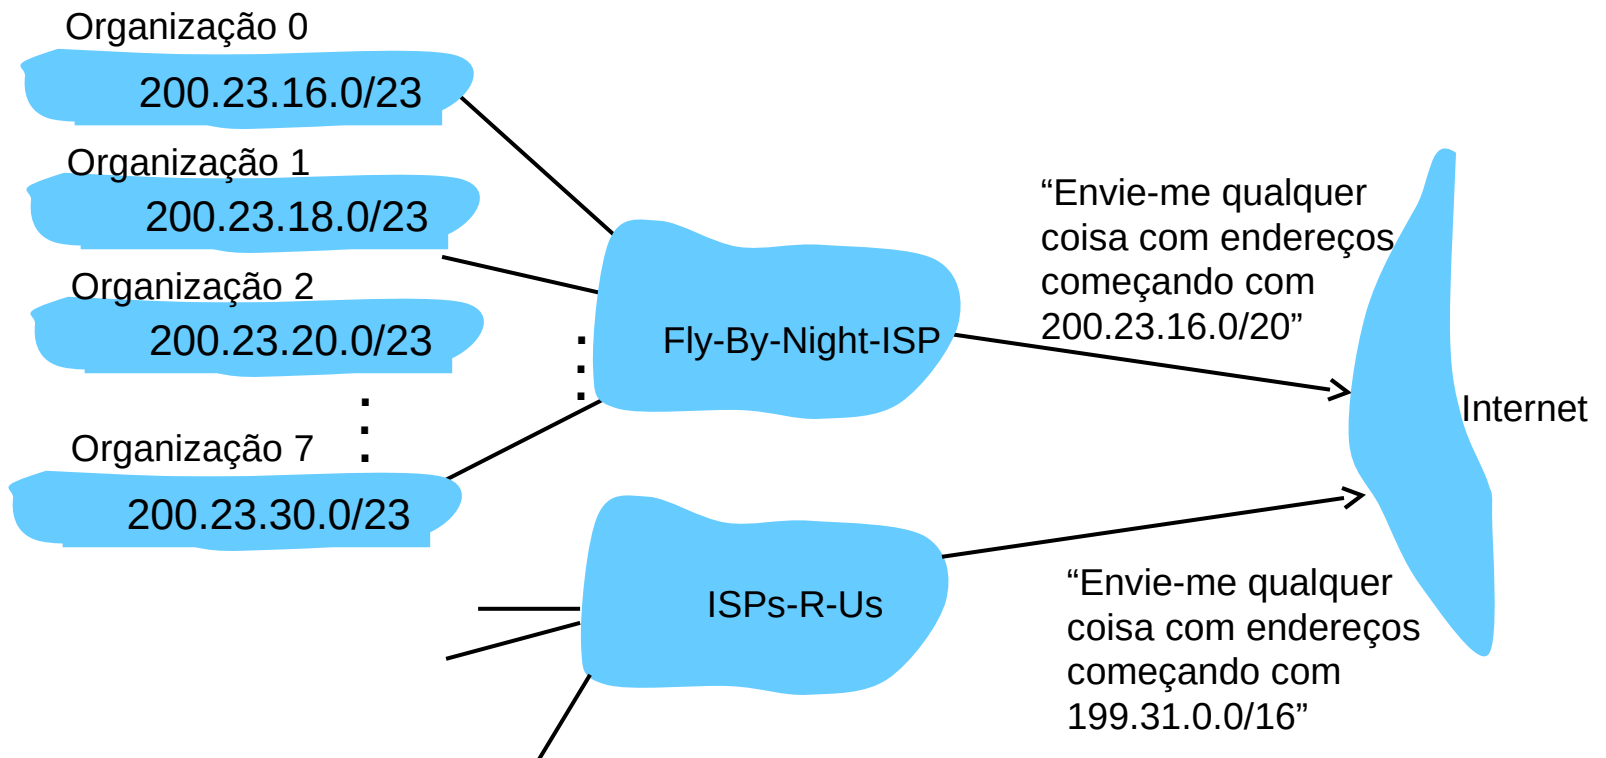 Organização 0
200.23.16.0/23
Organização 1
200.23.18.0/23
Organização 2
200.23.20.0/23
Organização 7
200.23.30.0/23
Fly-By-Night-ISP
ISPs-R-Us
“Envie-me qualquer
coisa com endereços
começando com
200.23.16.0/20”
Internet
“Envie-me qualquer
coisa com endereços
começando com
199.31.0.0/16”